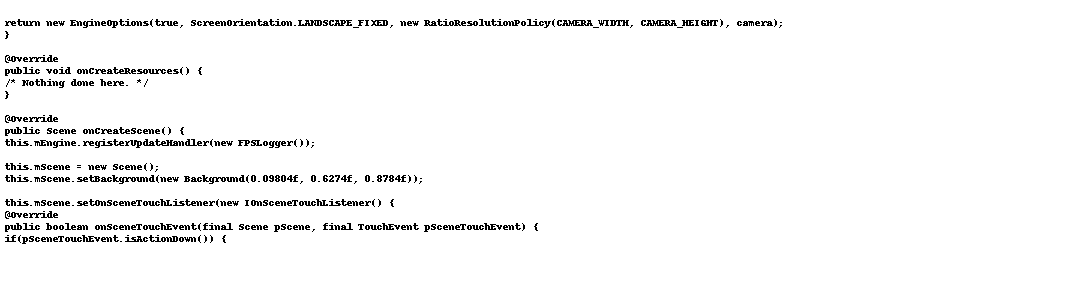 return new EngineOptions(true, ScreenOrientation.LANDSCAPE_FIXED, new RatioResolutionPolicy(CAMERA_WIDTH, CAMERA_HEIGHT), camera);
}
@Override
public void onCreateResources() {
/* Nothing done here. */
}
@Override
public Scene onCreateScene() {
this.mEngine.registerUpdateHandler(new FPSLogger());
this.mScene = new Scene();
this.mScene.setBackground(new Background(0.09804f, 0.6274f, 0.8784f));
this.mScene.setOnSceneTouchListener(new IOnSceneTouchListener() {
@Override
public boolean onSceneTouchEvent(final Scene pScene, final TouchEvent pSceneTouchEvent) {
if(pSceneTouchEvent.isActionDown()) {